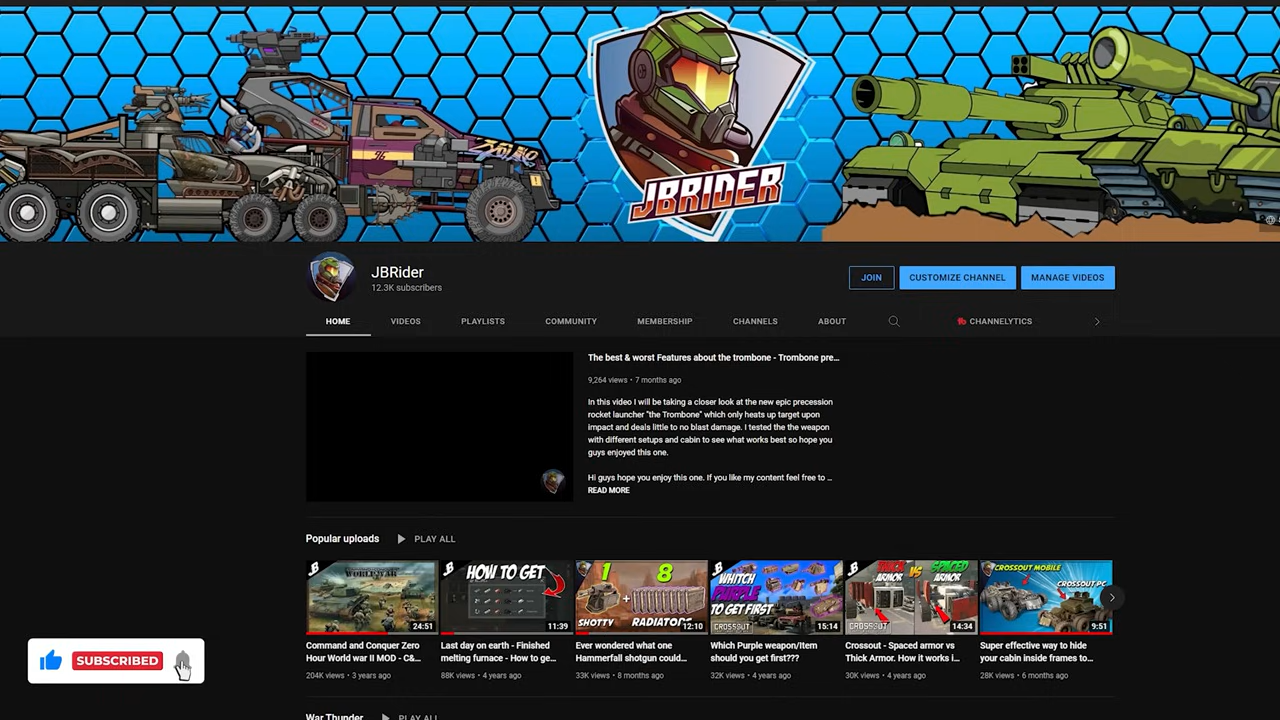 JBRIDER
JBRider
12.3K subscribers
JOIN
CUSTOMIZE CHANNEL
MANAGE VIDEOS
HOME
VIDEOS
PLAYLISTS
COMMUNITY
MEMBERSHIP
CHANNELS
ABOUT
CHANNELYTICS
The best & worst Features about the trombone - Trombone pre...
9,264 views • 7 months ago
In this video I will be taking a closer look at the new epic precession
rocket launcher "the Trombone" which only heats up target upon
impact and deals little to no blast damage. I tested the the weapon
with different setups and cabin to see what works best so hope you
guys enjoyed this one.
Hi guys hope you enjoy this one. If you like my content feel free to ...
READ MORE
Popular uploads
PLAY ALL
WORLD WAR
24:51
HOW TO GET
11:39
1
8
+
SHOTTY
RADIATORS
12:10
WHITCH
PURPLE
TO GET FIRST
CROSSOUT
15:14
THICK
ARMOR
VS
SPACED
ARMOR
CROSSOUT
14:34
CROSSOUT MOBILE
CROSSOUT PC
9:51
Command and Conquer Zero
Hour World war II MOD - C&...
204K views • 3 years ago
Last day on earth - Finished
melting furnace - How to ge...
88K views • 4 years ago
Ever wondered what one
Hammerfall shotgun could...
33K views • 8 months ago
Which Purple weapon/Item
should you get first???
32K views • 4 years ago
Crossout - Spaced armor vs
Thick Armor. How it works i...
30K views • 4 years ago
Super effective way to hide
your cabin inside frames to...
28K views • 6 months ago
SUBSCRIBED
War Thunder
PLAY ALL